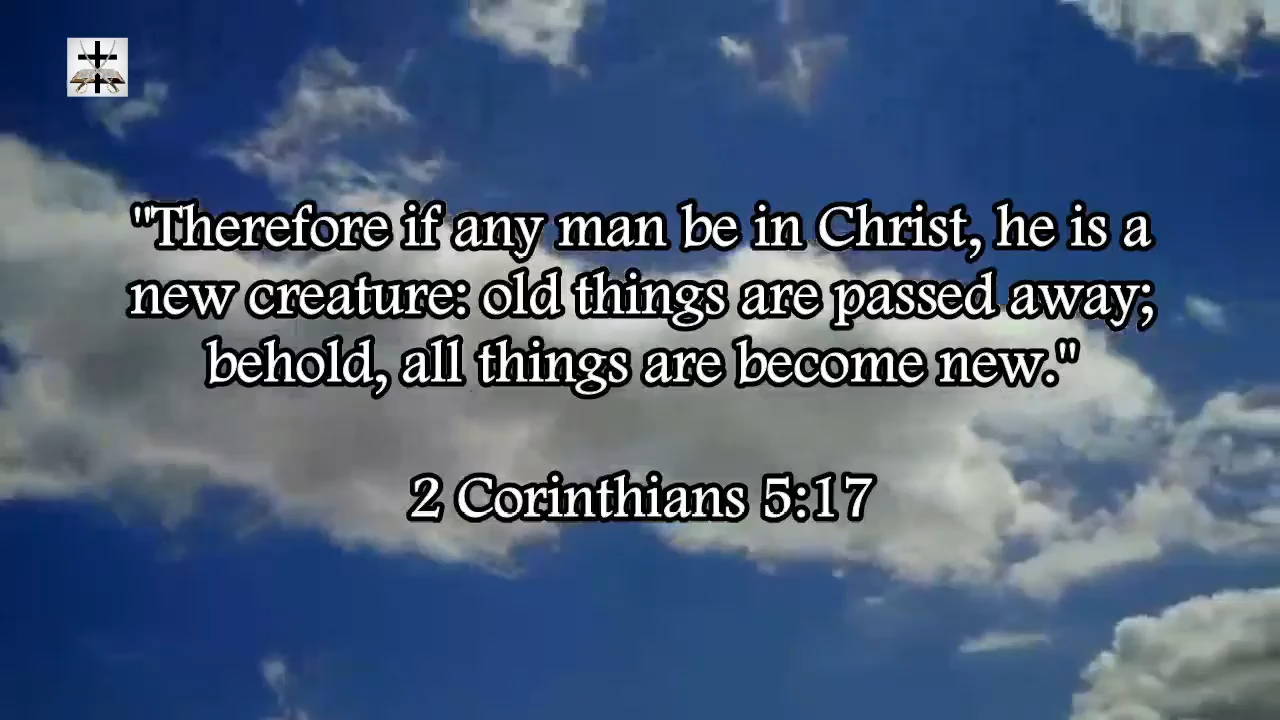 "Therefore if any man be in Christ, he is a
new creature: old things are passed away;
behold, all things are become new."
2 Corinthians 5:17